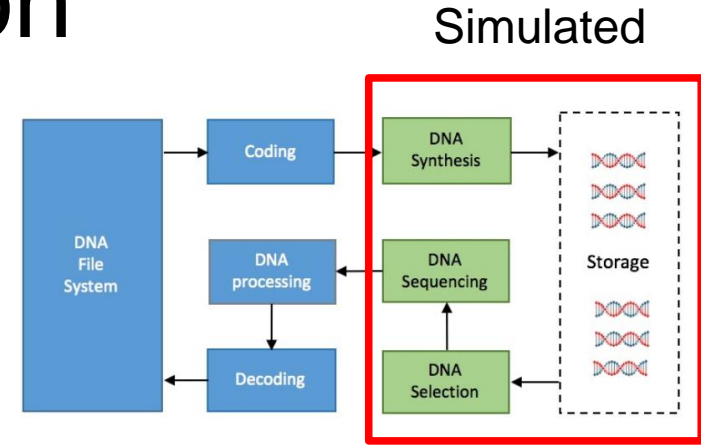 on
Simulated
DNA
File
System
Coding
DNA
Synthesis
DNA
processing
DNA
Sequencing
Decoding
DNA
Selection
Storage